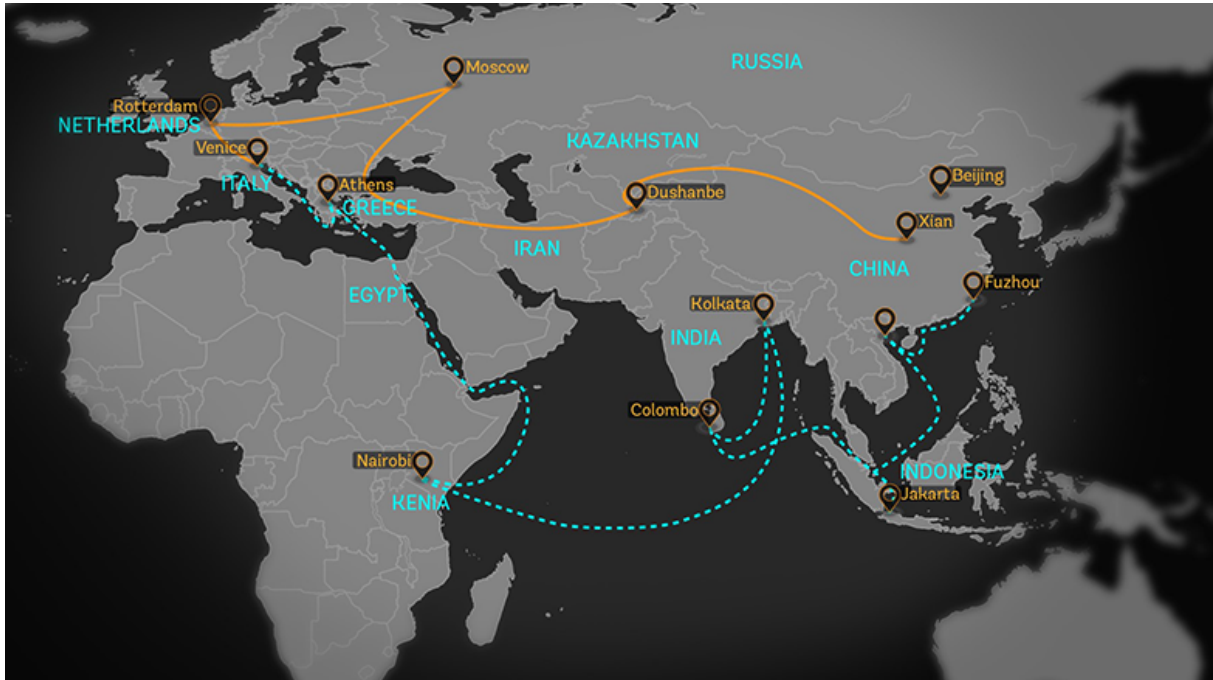 RUSSIA
Moscow
Rotterdam
NETHERLANDS
KAZAKHSTAN
Venice
Beijing
ITALY
Athens
Dushanbe
GREECE
Xian
IRAN
CHINA
EGYPT
Fuzhou
Kolkata
INDIA
Colombo
Nairobi
INDONESIA
Jakarta
KENIA